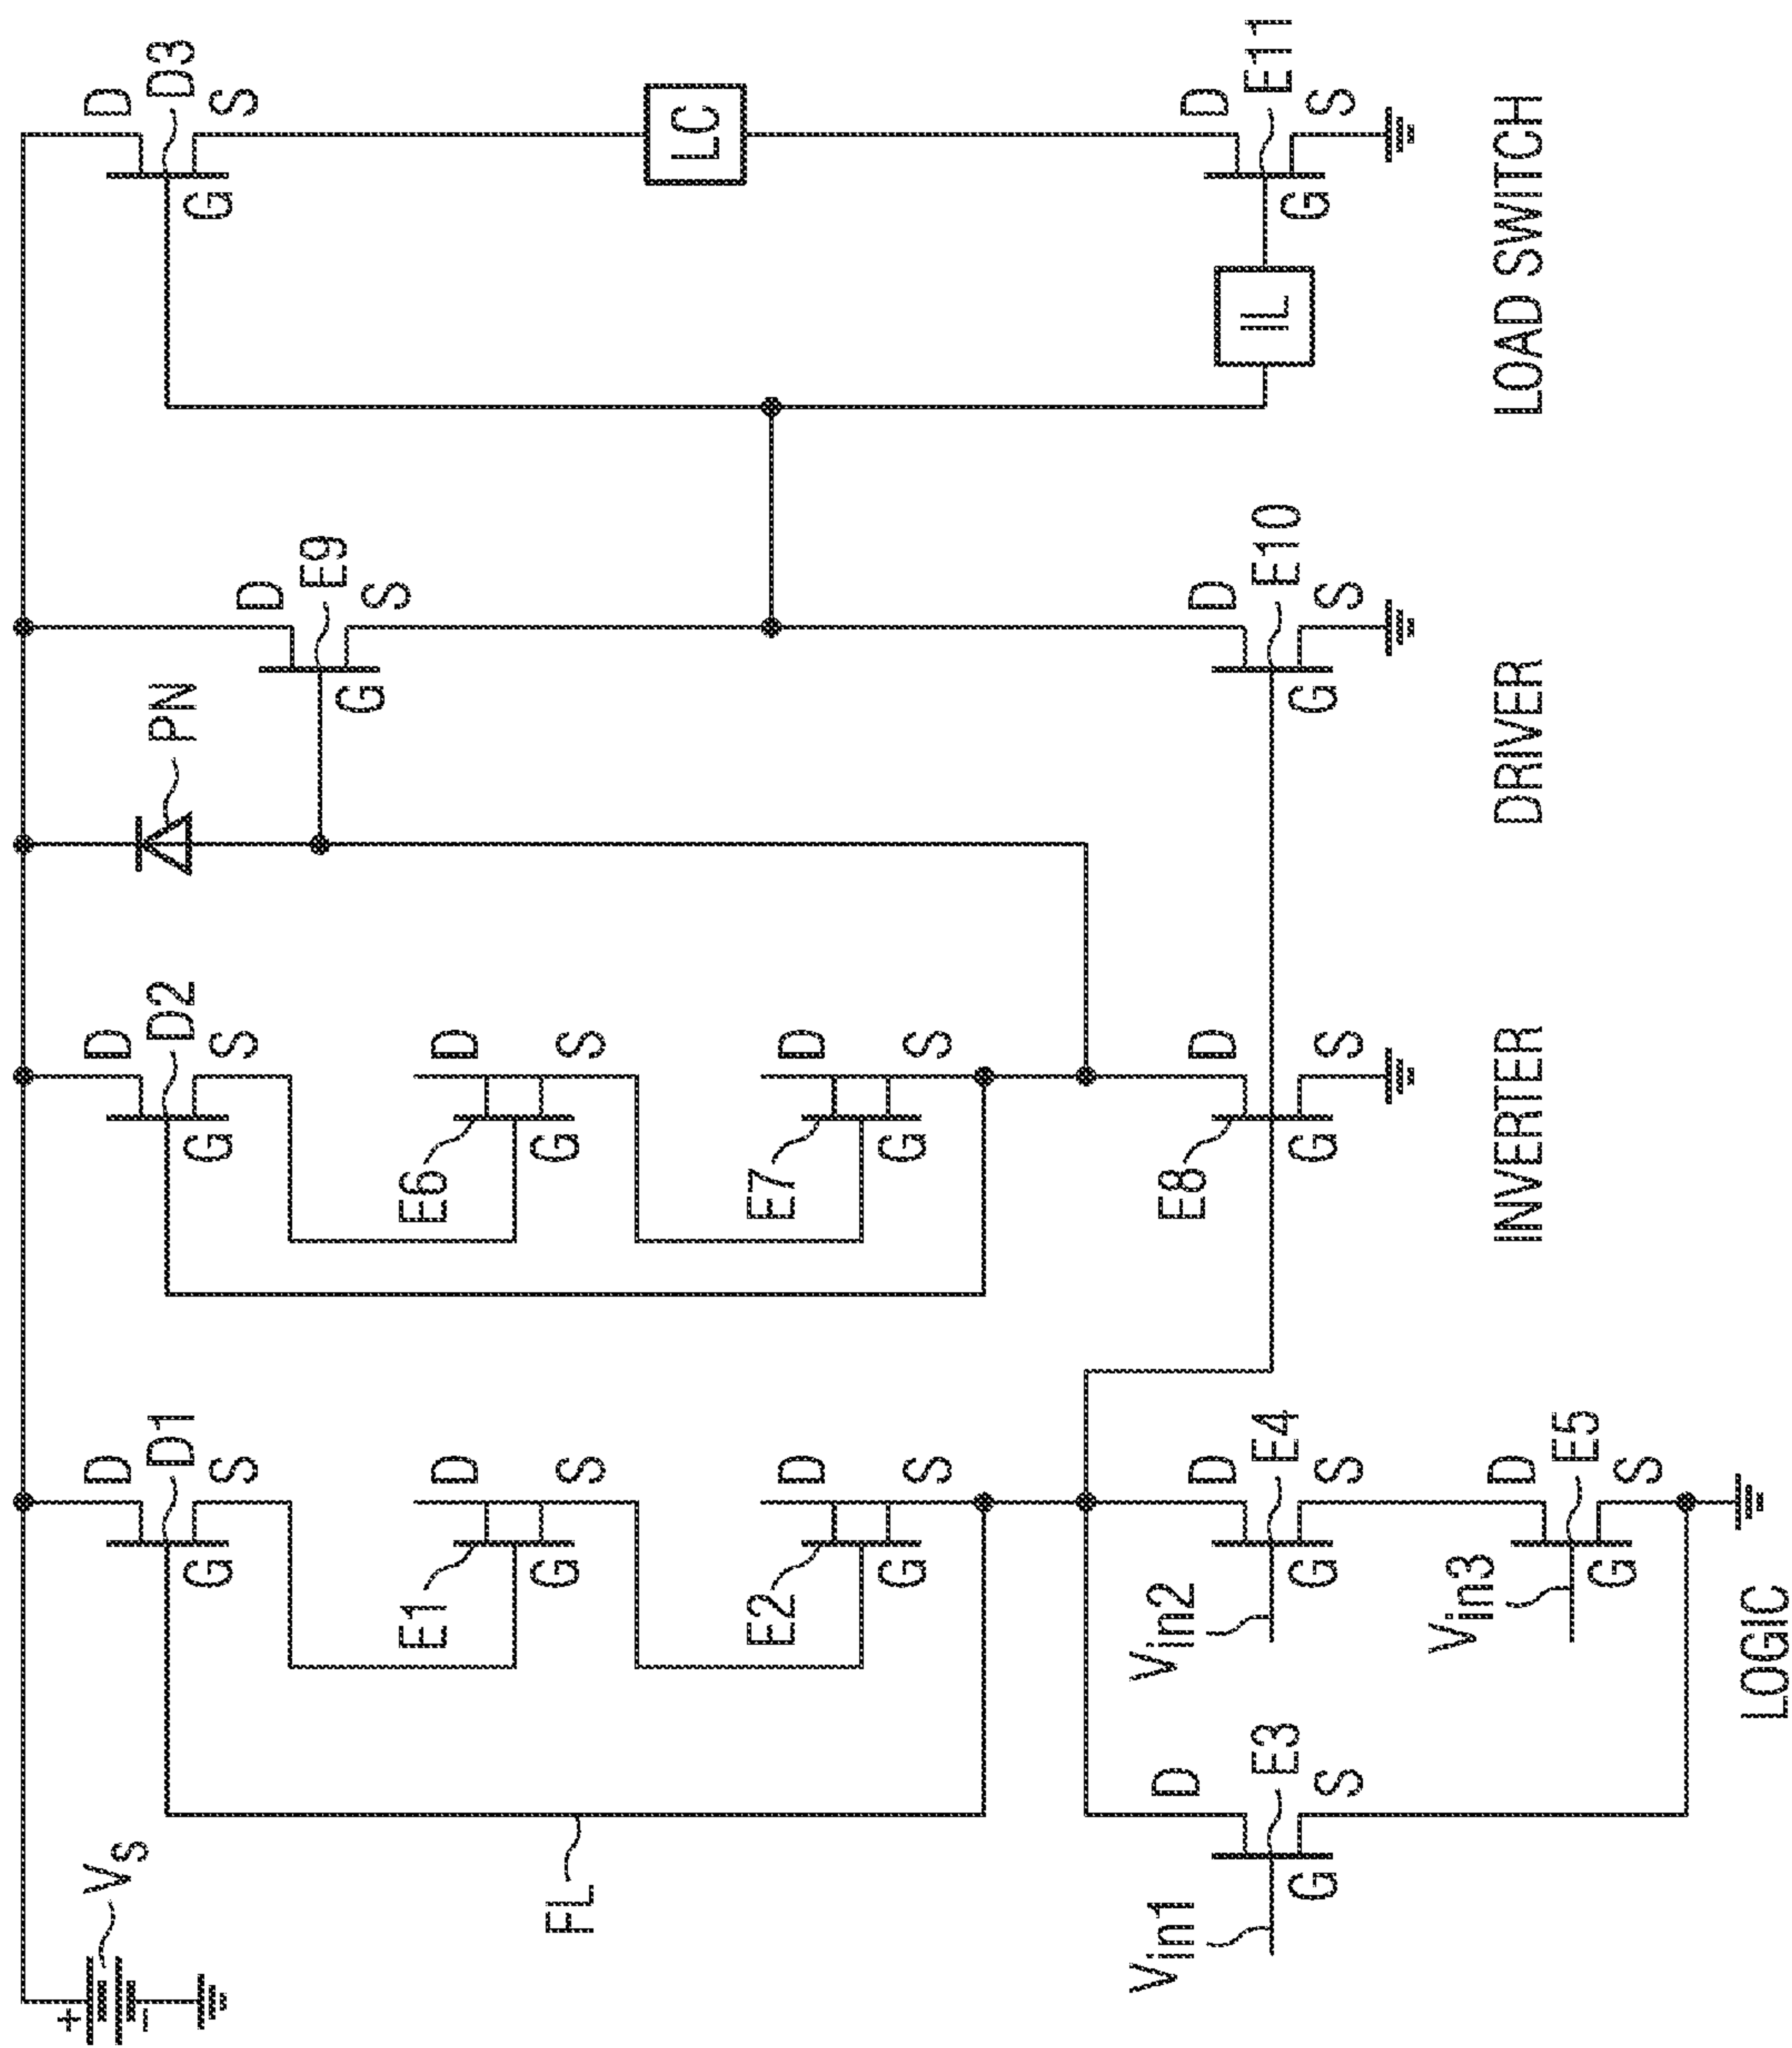 +
-
Vs
FL
D
D1
S
G
D
E1
S
G
D
E2
S
G
Vin1
D
E3
S
G
Vin2
D
E4
S
G
Vin3
D
E5
S
G
LOGIC
D
D2
S
G
D
E6
S
G
D
E7
S
G
D
E8
S
G
INVERTER
PN
D
E9
S
G
D
E10
S
G
DRIVER
D
D3
S
G
LC
IL
D
E11
S
G
LOAD SWITCH